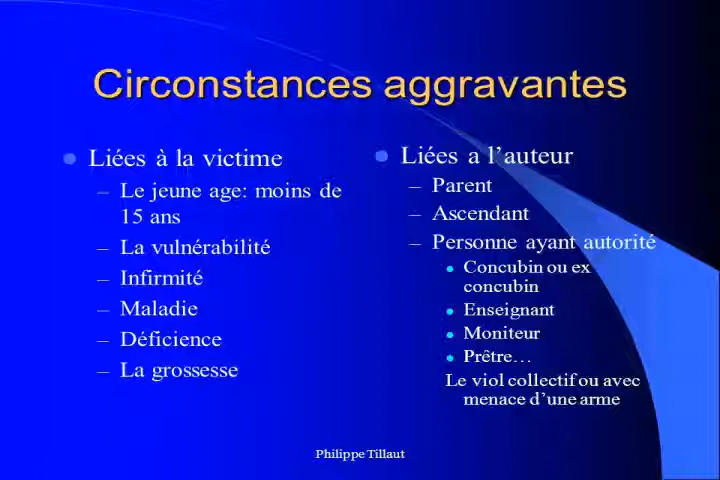 Circonstances aggravantes
Liées à la victime
– Le jeune age: moins de
15 ans
– La vulnérabilité
– Infirmité
– Maladie
– Déficience
– La grossesse
Liées a l’auteur
– Parent
– Ascendant
– Personne ayant autorité
Concubin ou ex
concubin
Enseignant
Moniteur
Prêtre…
Le viol collectif ou avec
menace d’une arme
Philippe Tillaut